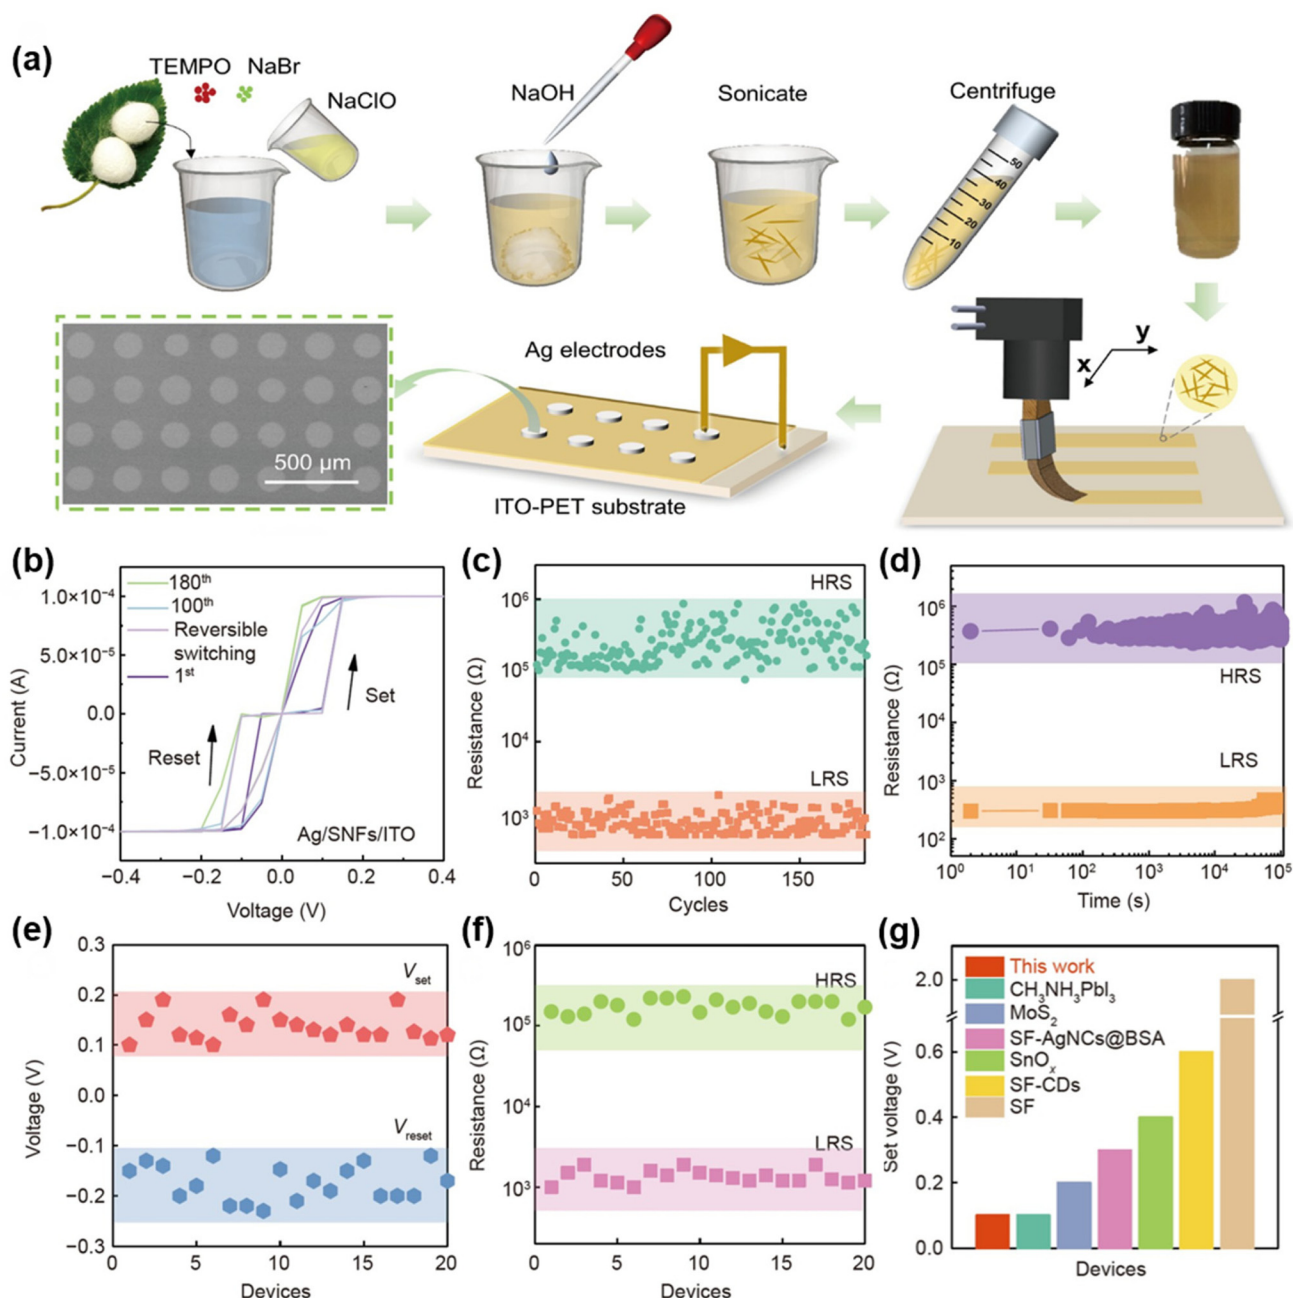 (a)
TEMPO
NaBr
NaClO
NaOH
Sonicate
Centrifuge
50
40
30
20
10
y
x
Ag electrodes
ITO-PET substrate
500 µm
(b)
180th
100th
Reversible
switching
1st
1.0×10⁻⁴
5.0×10⁻⁵
0.0
−5.0×10⁻⁵
−1.0×10⁻⁴
Current (A)
Set
Reset
Ag/SNFs/ITO
−0.4
−0.2
0.0
0.2
0.4
Voltage (V)
(c)
HRS
LRS
10⁶
10⁵
10⁴
10³
Resistance (Ω)
0
50
100
150
Cycles
(d)
HRS
LRS
10⁶
10⁵
10⁴
10³
10²
Resistance (Ω)
10⁰
10¹
10²
10³
10⁴
10⁵
Time (s)
(e)
0.3
0.2
0.1
0.0
−0.1
−0.2
−0.3
Voltage (V)
Vset
Vreset
0
5
10
15
20
Devices
(f)
10⁶
10⁵
10⁴
10³
Resistance (Ω)
HRS
LRS
0
5
10
15
20
Devices
(g)
This work
CH₃NH₃PbI₃
MoS₂
SF-AgNCs@BSA
SnOₓ
SF-CDs
SF
2.0
0.6
0.4
0.2
0.0
Set voltage (V)
Devices